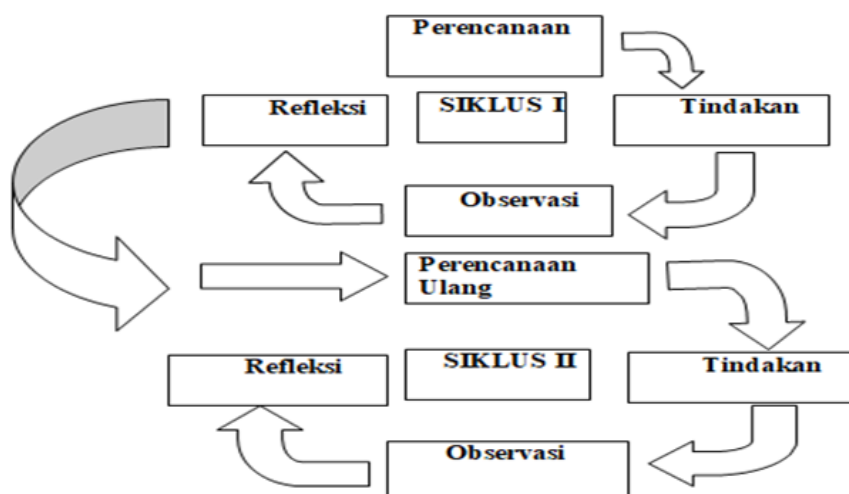 Perencanaan
Refleksi
SIKLUS I
Tindakan
Observasi
Perencanaan
Ulang
Refleksi
SIKLUS II
Tindakan
Observasi